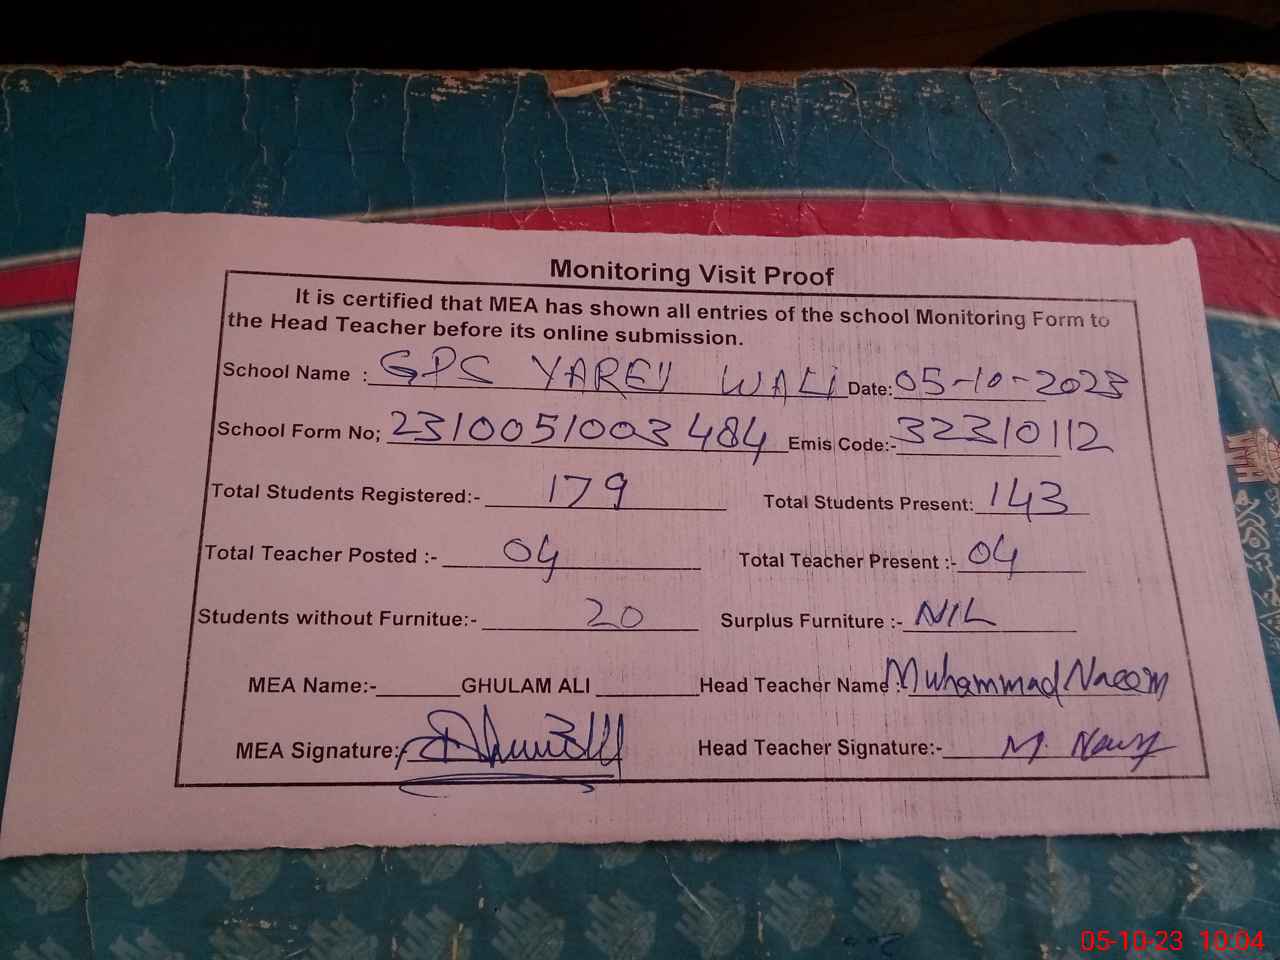 Monitoring Visit Proof
It is certified that MEA has shown all entries of the school Monitoring Form to
the Head Teacher before its online submission.
School Name : GPS YAREY WALI Date: 05-10-2023
School Form No; 2310051003484 Emis Code:- 32310112
Total Students Registered:- 179 Total Students Present: 143
Total Teacher Posted :- 04 Total Teacher Present :- 04
Students without Furnitue:- 20 Surplus Furniture :- NIL
MEA Name:- GHULAM ALI Head Teacher Name : Muhammad Naeem
MEA Signature: Head Teacher Signature:- M.
05-10-23 10:04